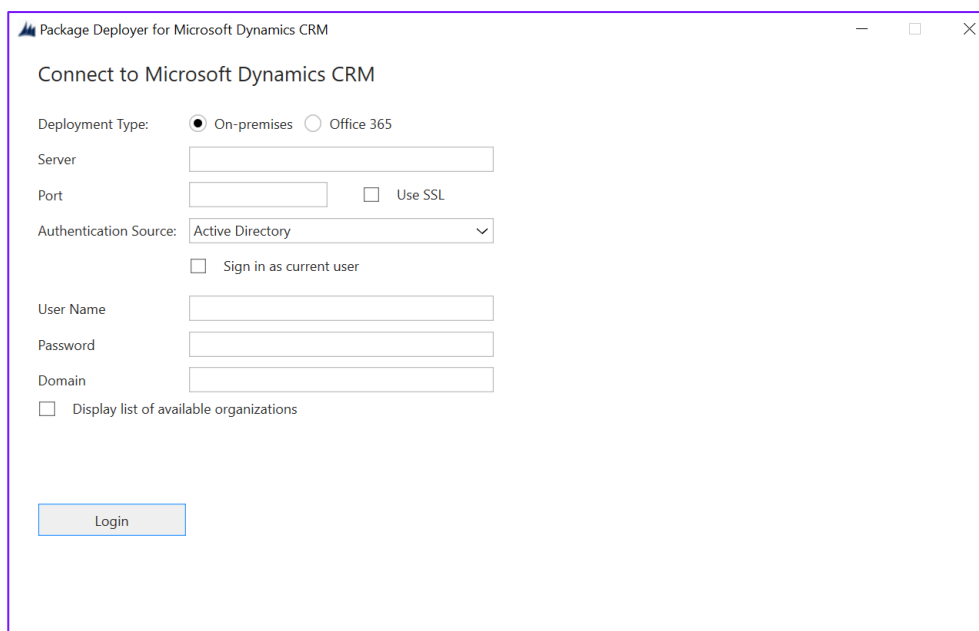 Package Deployer for Microsoft Dynamics CRM
Connect to Microsoft Dynamics CRM
Deployment Type: On-premises Office 365
Server
Port Use SSL
Authentication Source: Active Directory
Sign in as current user
User Name
Password
Domain
Display list of available organizations
Login